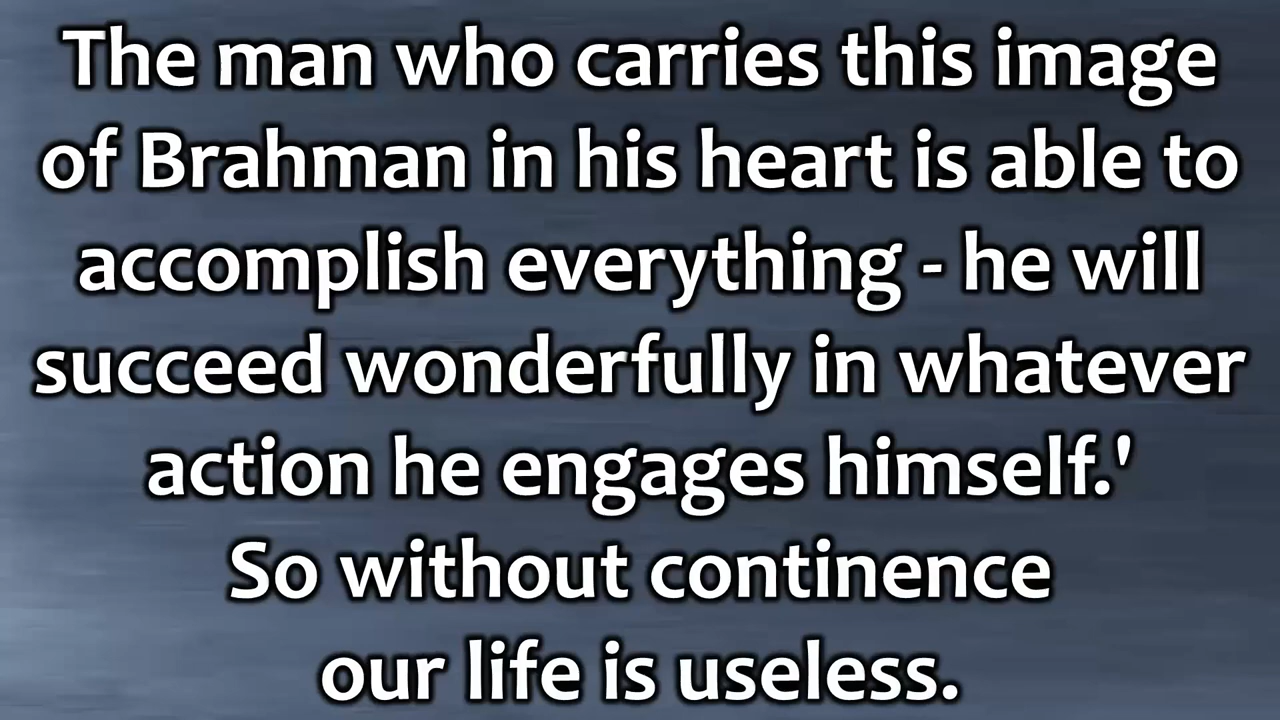 The man who carries this image
of Brahman in his heart is able to
accomplish everything - he will
succeed wonderfully in whatever
action he engages himself.'
So without continence
our life is useless.